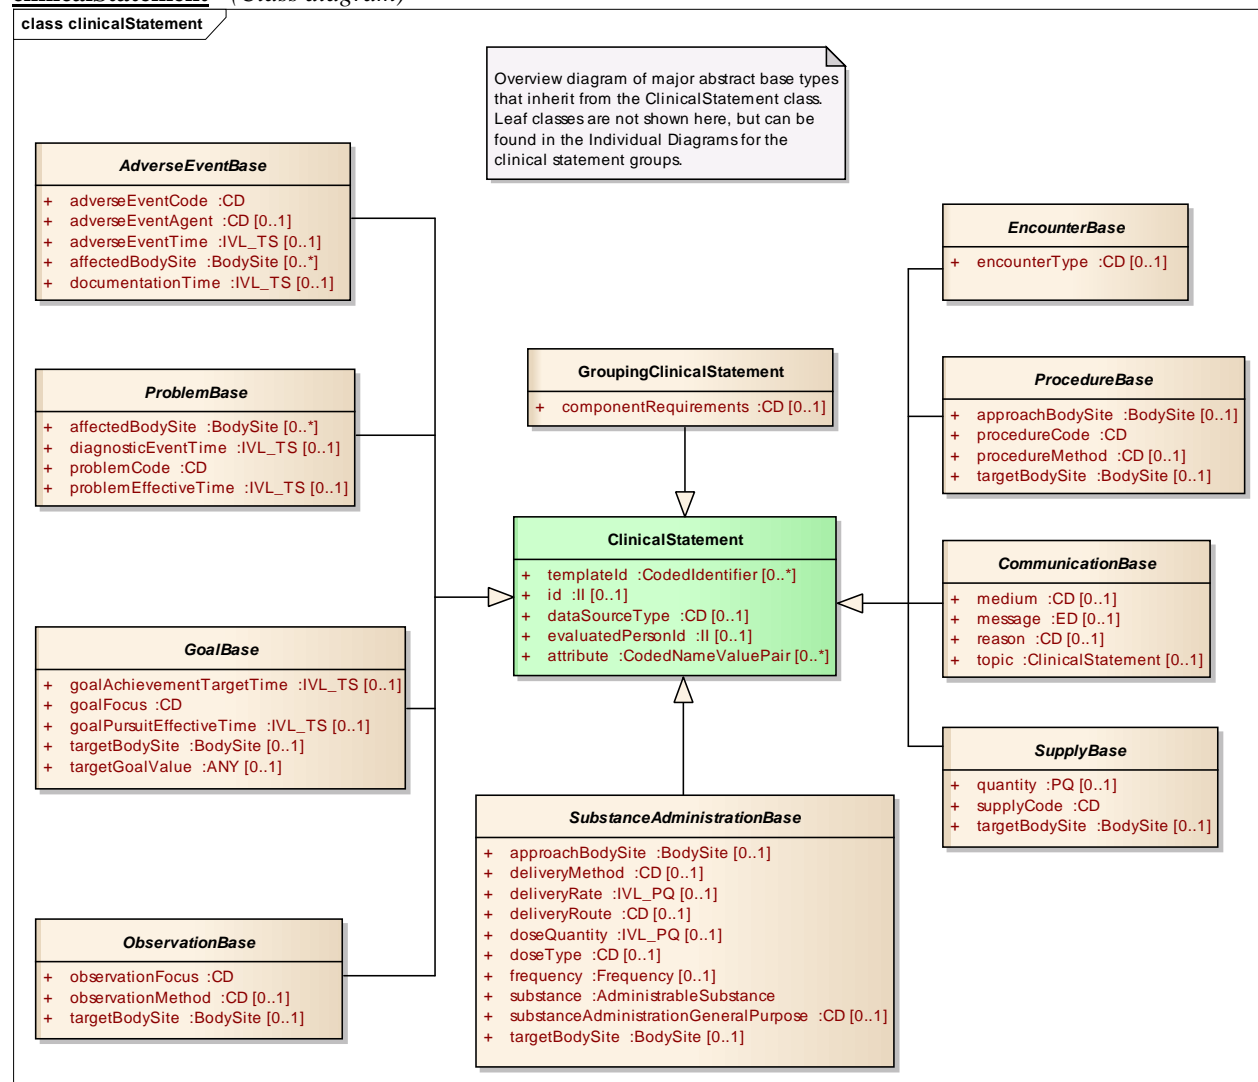 clinicalStatement (Class diagram)
class clinicalStatement
Overview diagram of major abstract base types
that inherit from the ClinicalStatement class.
Leaf classes are not shown here, but can be
found in the Individual Diagrams for the
clinical statement groups.
AdverseEventBase
+ adverseEventCode :CD
+ adverseEventAgent :CD [0..1]
+ adverseEventTime :IVL_TS [0..1]
+ affectedBodySite :BodySite [0..*]
+ documentationTime :IVL_TS [0..1]
EncounterBase
+ encounterType :CD [0..1]
GroupingClinicalStatement
+ componentRequirements :CD [0..1]
ProblemBase
+ affectedBodySite :BodySite [0..*]
+ diagnosticEventTime :IVL_TS [0..1]
+ problemCode :CD
+ problemEffectiveTime :IVL_TS [0..1]
ProcedureBase
+ approachBodySite :BodySite [0..1]
+ procedureCode :CD
+ procedureMethod :CD [0..1]
+ targetBodySite :BodySite [0..1]
ClinicalStatement
+ templateId :CodedIdentifier [0..*]
+ id :II [0..1]
+ dataSourceType :CD [0..1]
+ evaluatedPersonId :II [0..1]
+ attribute :CodedNameValuePair [0..*]
CommunicationBase
+ medium :CD [0..1]
+ message :ED [0..1]
+ reason :CD [0..1]
+ topic :ClinicalStatement [0..1]
GoalBase
+ goalAchievementTargetTime :IVL_TS [0..1]
+ goalFocus :CD
+ goalPursuitEffectiveTime :IVL_TS [0..1]
+ targetBodySite :BodySite [0..1]
+ targetGoalValue :ANY [0..1]
SupplyBase
+ quantity :PQ [0..1]
+ supplyCode :CD
+ targetBodySite :BodySite [0..1]
SubstanceAdministrationBase
+ approachBodySite :BodySite [0..1]
+ deliveryMethod :CD [0..1]
+ deliveryRate :IVL_PQ [0..1]
+ deliveryRoute :CD [0..1]
+ doseQuantity :IVL_PQ [0..1]
+ doseType :CD [0..1]
+ frequency :Frequency [0..1]
+ substance :AdministrableSubstance
+ substanceAdministrationGeneralPurpose :CD [0..1]
+ targetBodySite :BodySite [0..1]
ObservationBase
+ observationFocus :CD
+ observationMethod :CD [0..1]
+ targetBodySite :BodySite [0..1]